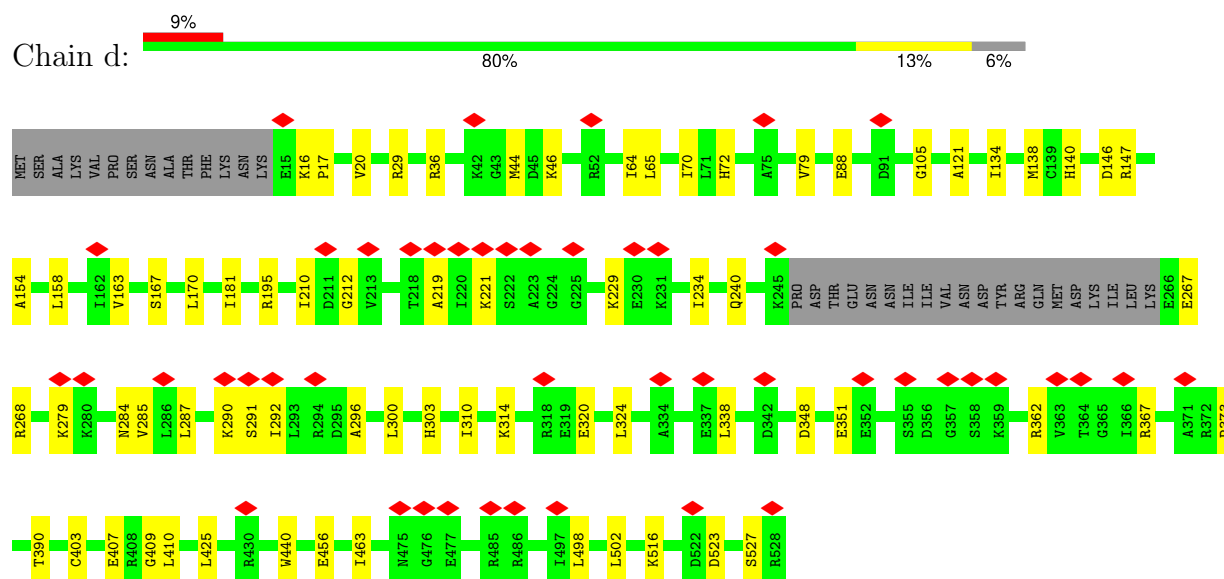 9%
Chain d:
80% 13% 6%
MET SER ALA LYS VAL PRO SER ASN ALA THR PHE LYS ASN LYS E15 K16 P17 V20 R29 R36 K42 G43 M44 D45 K46 R52 I64 L65 I70 L71 H72 A75 V79 E88 D91 G105 A121 I134 M138 C139 H140 D146 R147
A154 L158 I162 V163 S167 L170 I181 R195 I210 D211 G212 V213 T218 A219 I220 K221 S222 A223 G224 G225 K229 E230 K231 I234 Q240 K245 PRO ASP THR GLU ASN ASN ILE ILE VAL ASN ASP TYR ARG GLN MET ASP LYS ILE LEU LYS E266 E267
R268 K279 K280 N284 V285 L286 L287 K290 S291 I292 L293 R294 D295 A296 L300 H303 I310 K314 R318 E319 E320 L324 A334 E337 L338 D342 D348 E351 E352 S355 D356 G357 S358 K359 R362 V363 T364 G365 I366 R367 A371 R372
T390 C403 E407 R408 G409 L410 L425 R430 W440 E456 I463 N475 G476 E477 R485 R486 I497 L498 L502 K516 D522 D523 S527 R528